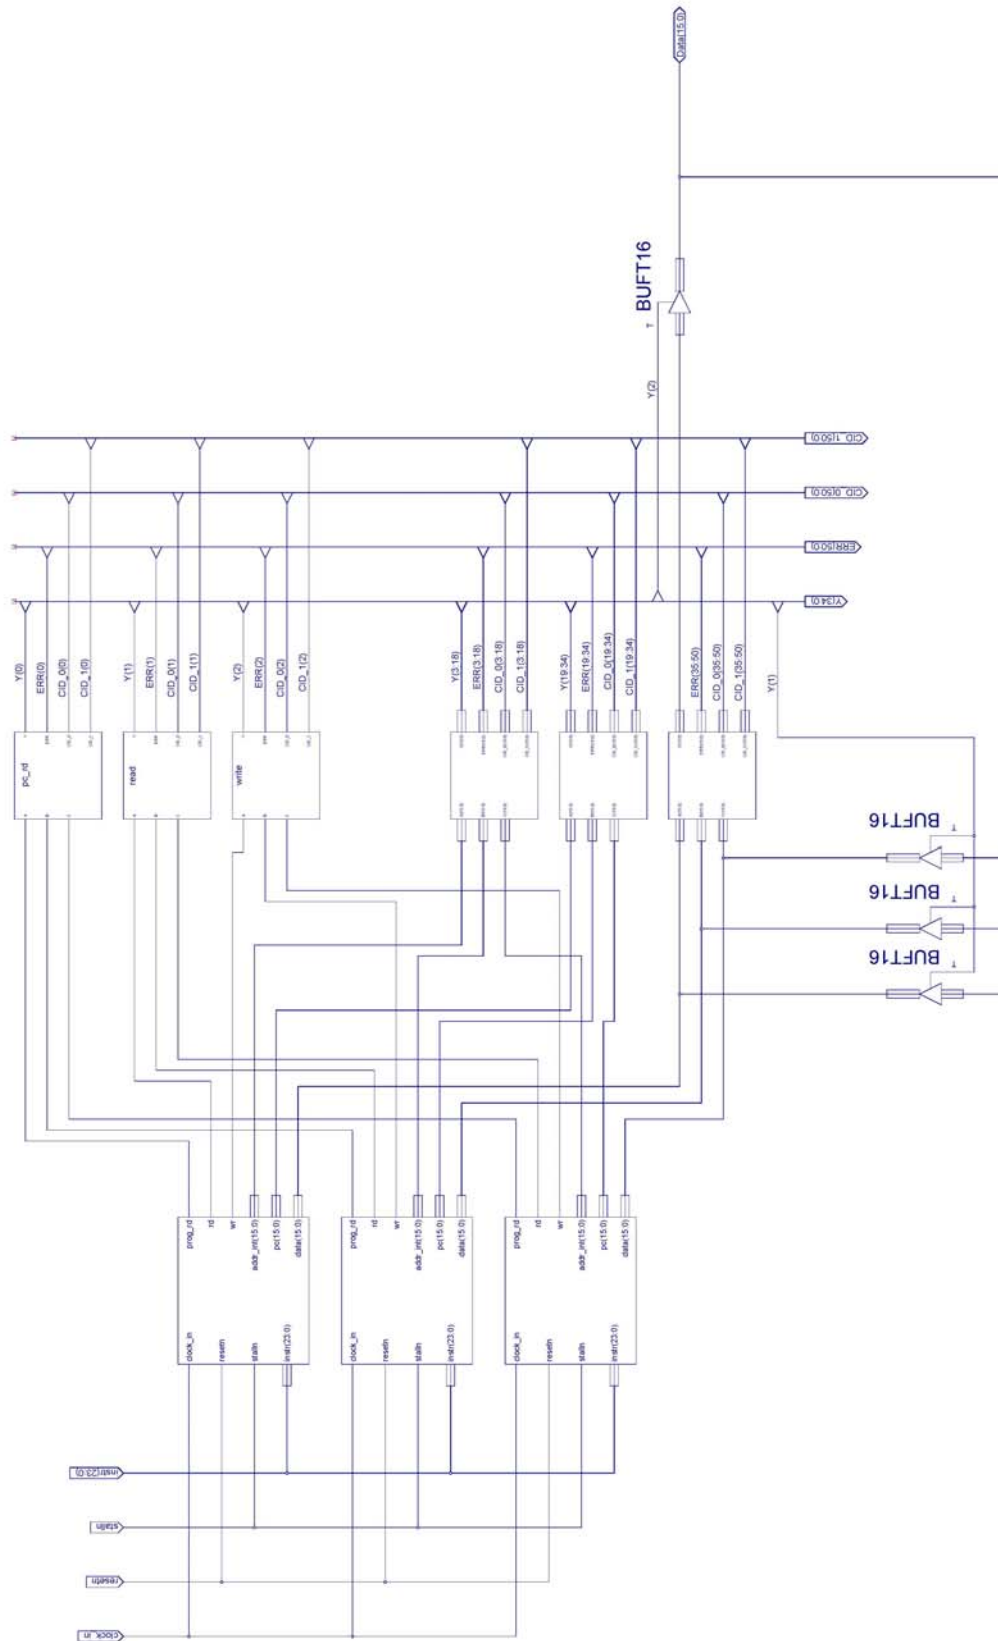 Data(15:0)
BUFT16
T
Y(2)
CID_1(50:0)
CID_0(50:0)
ERR(50:0)
Y(34:0)
Y(0)
ERR(0)
CID_0(0)
CID_1(0)
Y(1)
ERR(1)
CID_0(1)
CID_1(1)
Y(2)
ERR(2)
CID_0(2)
CID_1(2)
Y(3:18)
ERR(3:18)
CID_0(3:18)
CID_1(3:18)
Y(19:34)
ERR(19:34)
CID_0(19:34)
CID_1(19:34)
ERR(35:50)
CID_0(35:50)
CID_1(35:50)
Y(1)
pc_rd
read
write
BUFT16
T
BUFT16
T
BUFT16
T
prog_rd
rd
wr
addr_int(15:0)
pc(15:0)
data(15:0)
clock_in
resetn
stalln
instr(23:0)
prog_rd
rd
wr
addr_int(15:0)
pc(15:0)
data(15:0)
clock_in
resetn
stalln
instr(23:0)
prog_rd
rd
wr
addr_int(15:0)
pc(15:0)
data(15:0)
clock_in
resetn
stalln
instr(23:0)
instr(23:0)
stalln
resetn
clock_in